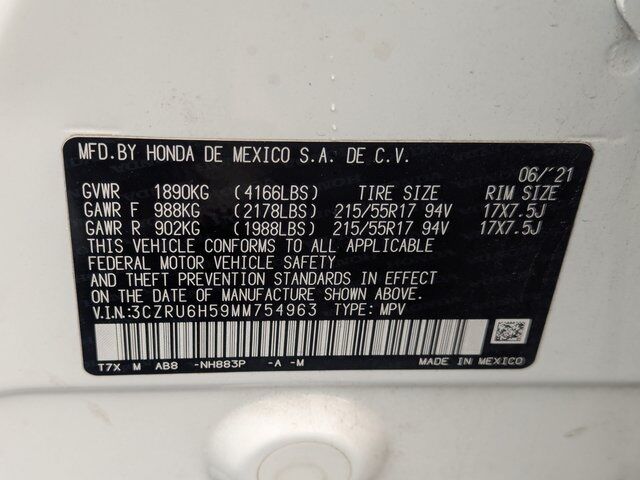 MFD.BY HONDA DE MEXICO S.A. DE C.V.
06/'21
GVWR 1890KG (4166LBS) TIRE SIZE RIM SIZE
GAWR F 988KG (2178LBS) 215/55R17 94V 17X7.5J
GAWR R 902KG (1988LBS) 215/55R17 94V 17X7.5J
THIS VEHICLE CONFORMS TO ALL APPLICABLE
FEDERAL MOTOR VEHICLE SAFETY
AND THEFT PREVENTION STANDARDS IN EFFECT
ON THE DATE OF MANUFACTURE SHOWN ABOVE.
V.I.N:3CZRU6H59MM754963 TYPE: MPV
T7X M AB8 -NH883P -A -M MADE IN MEXICO